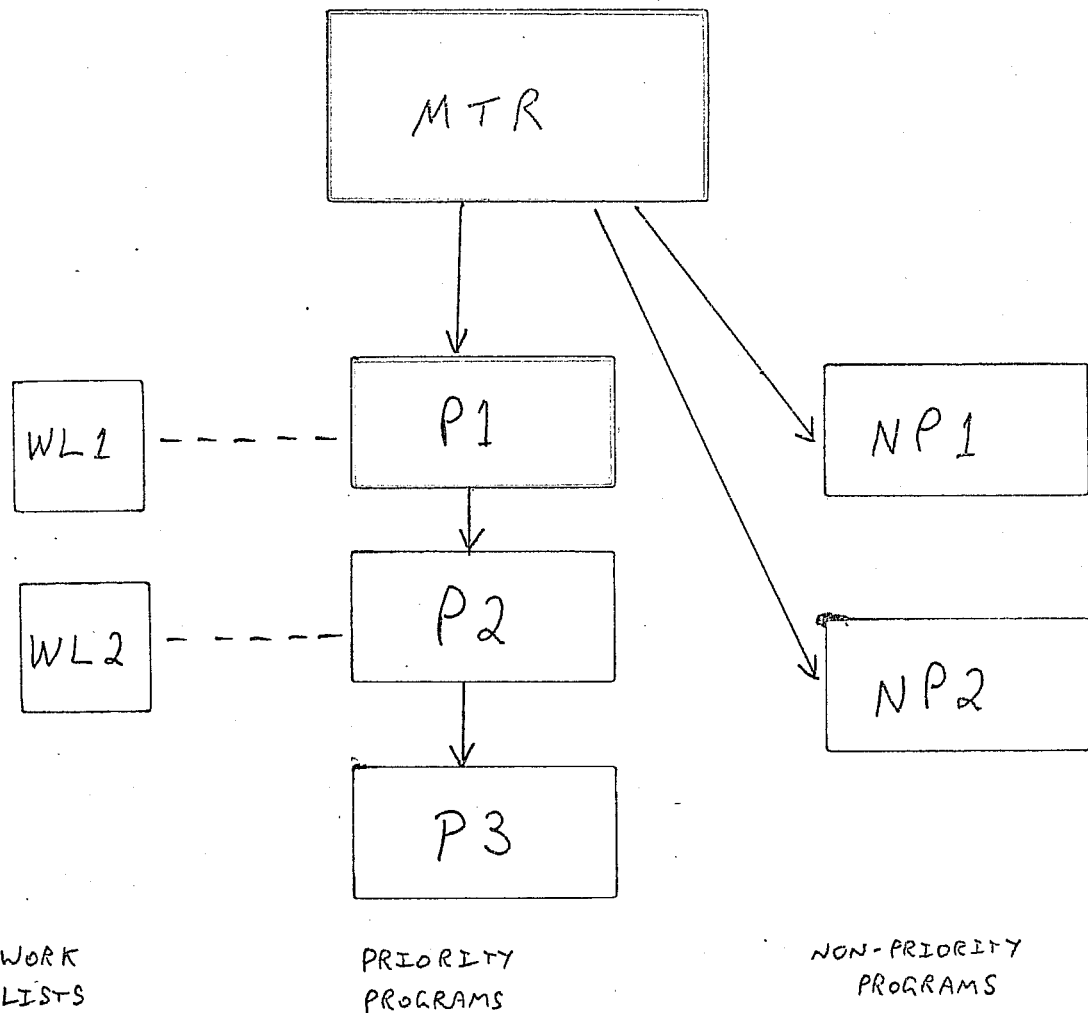 MTR
P1
NP1
WL1
P2
WL2
NP2
P3
WORK
LISTS
PRIORITY
PROGRAMS
NON-PRIORITY
PROGRAMS